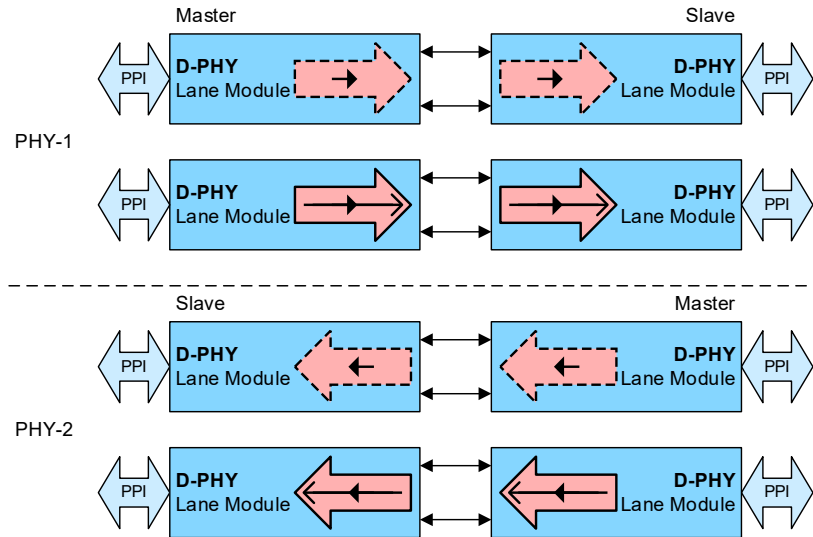 Master Slave
PPI D-PHY Lane Module D-PHY Lane Module PPI
PHY-1
PPI D-PHY Lane Module D-PHY Lane Module PPI
Slave Master
PPI D-PHY Lane Module D-PHY Lane Module PPI
PHY-2
PPI D-PHY Lane Module D-PHY Lane Module PPI